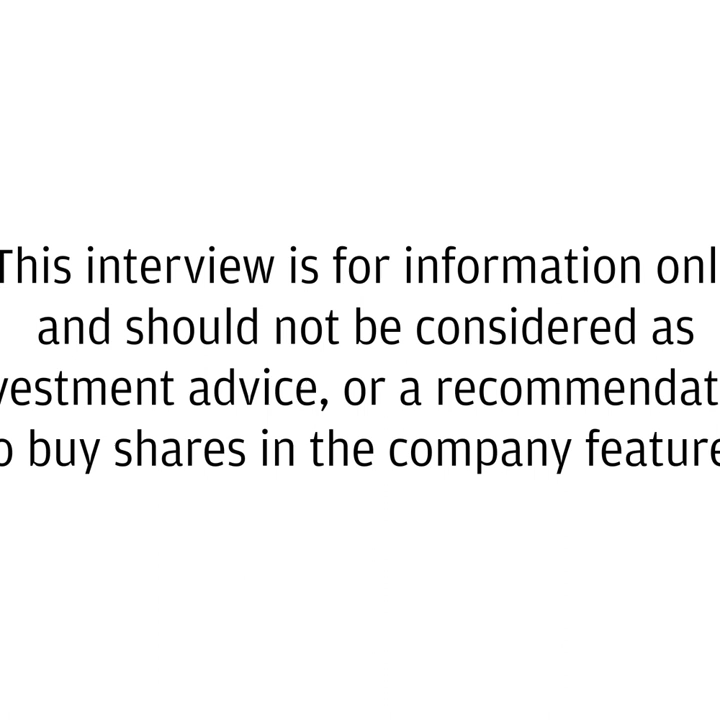 This interview is for information onl
and should not be considered as
vestment advice, or a recommendat
o buy shares in the company feature